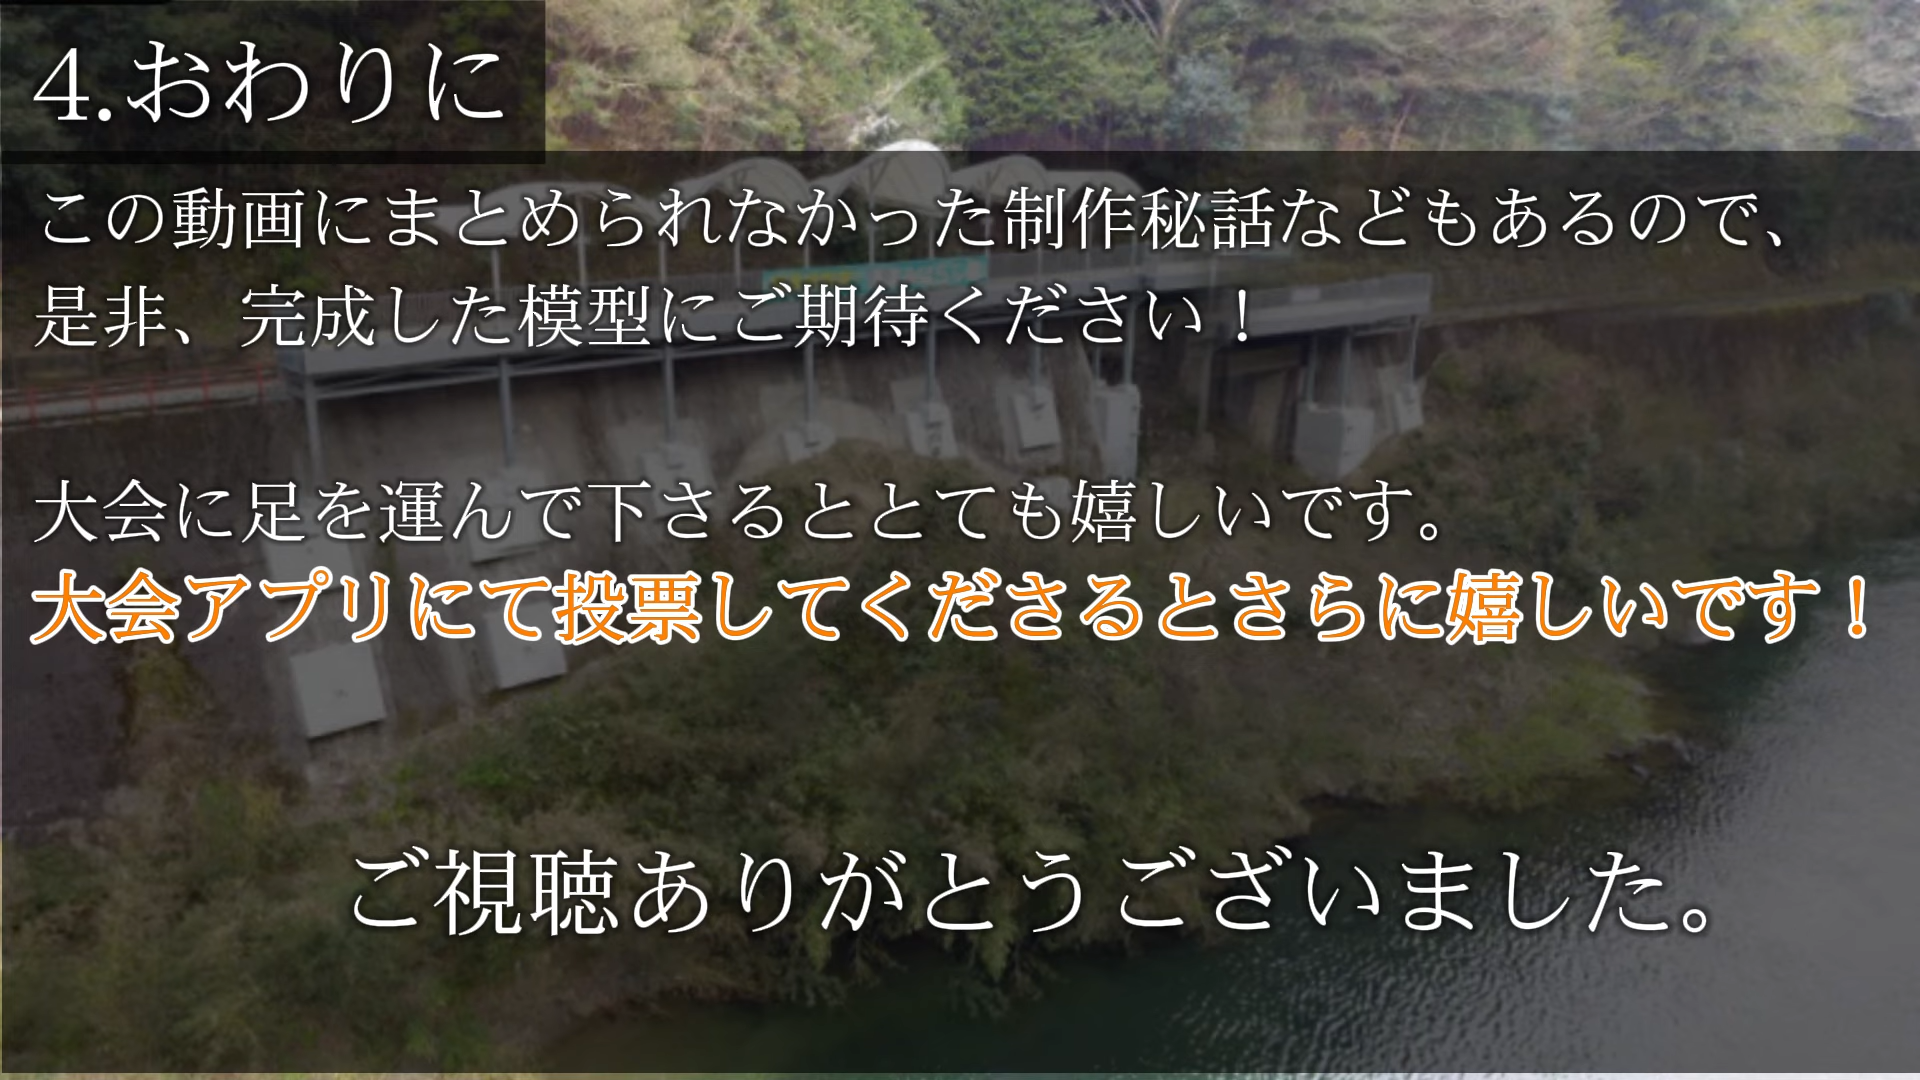 4.おわりに
この動画にまとめられなかった制作秘話などもあるので、
是非、完成した模型にご期待ください！
大会に足を運んで下さるととても嬉しいです。
大会アプリにて投票してくださるとさらに嬉しいです！
ご視聴ありがとうございました。